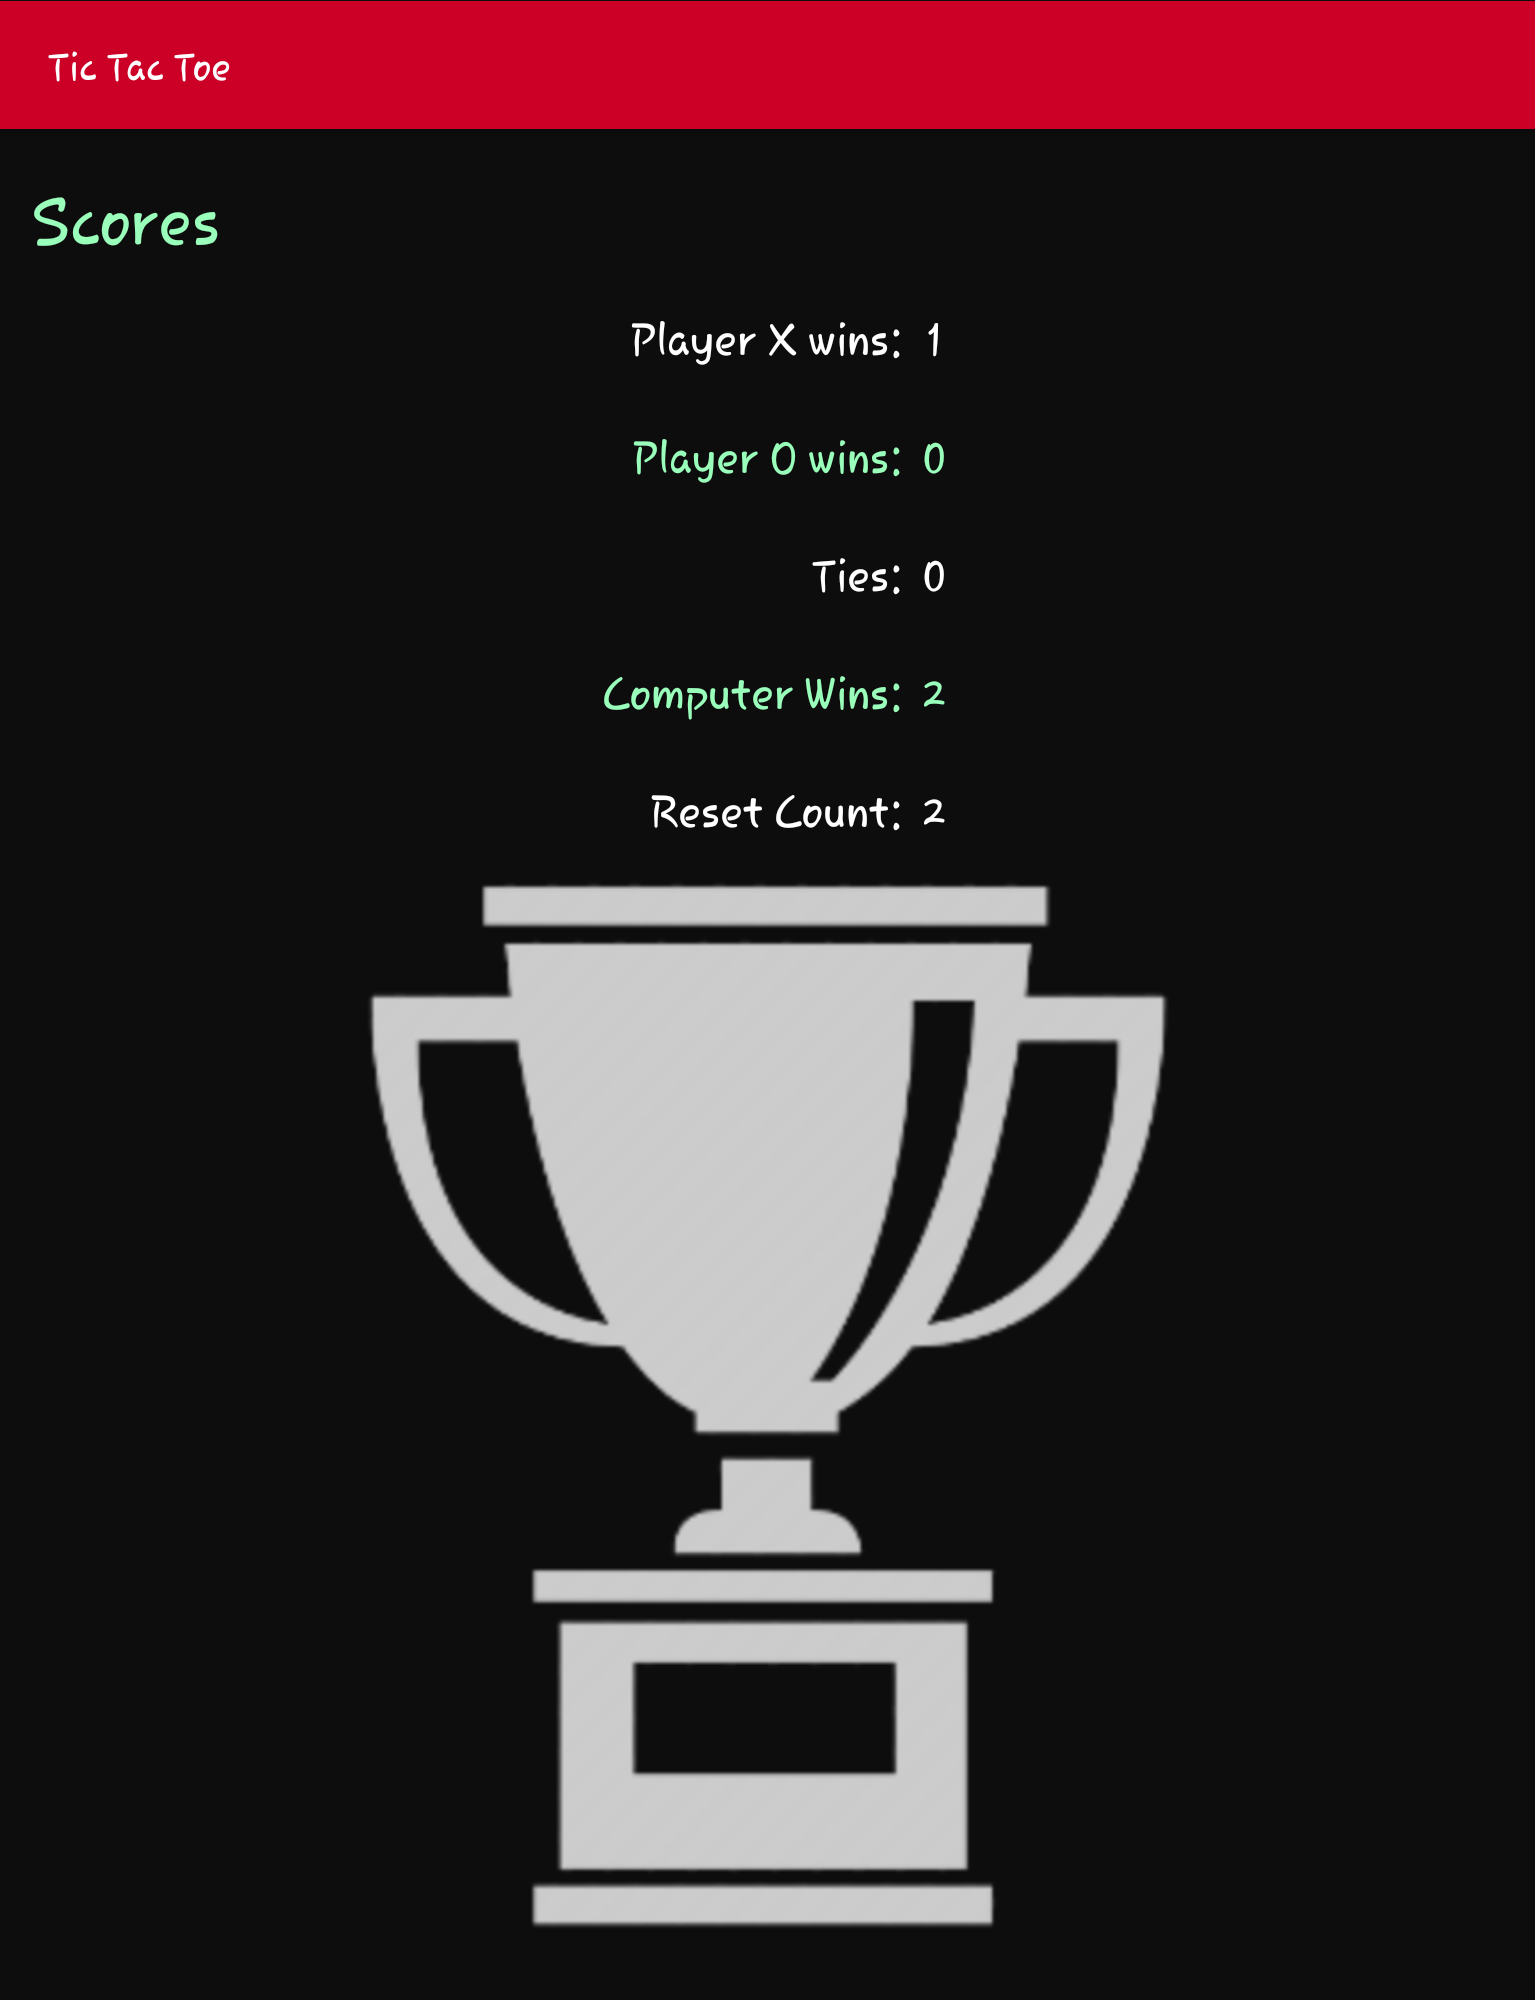 Tic Tac Toe
Scores
Player X wins: 1
Player O wins: 0
Ties: 0
Computer Wins: 2
Reset Count: 2